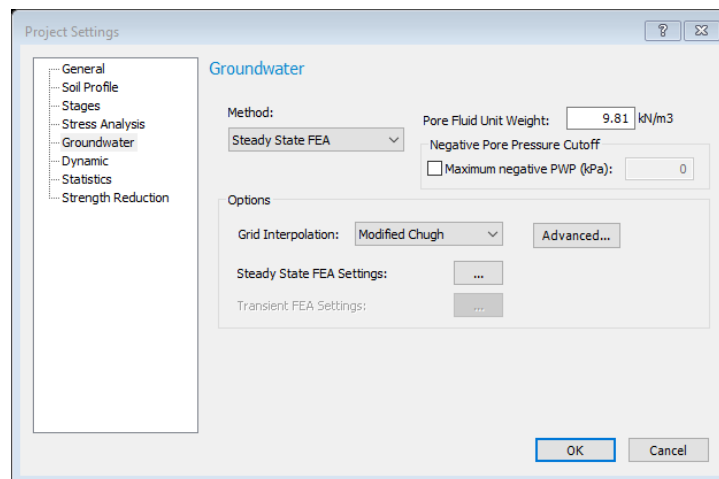 Project Settings
General
Soil Profile
Stages
Stress Analysis
Groundwater
Dynamic
Statistics
Strength Reduction
Groundwater
Method:
Steady State FEA
Pore Fluid Unit Weight: 9.81 kN/m3
Negative Pore Pressure Cutoff
Maximum negative PWP (kPa): 0
Options
Grid Interpolation: Modified Chugh Advanced...
Steady State FEA Settings: ...
Transient FEA Settings: ...
OK Cancel